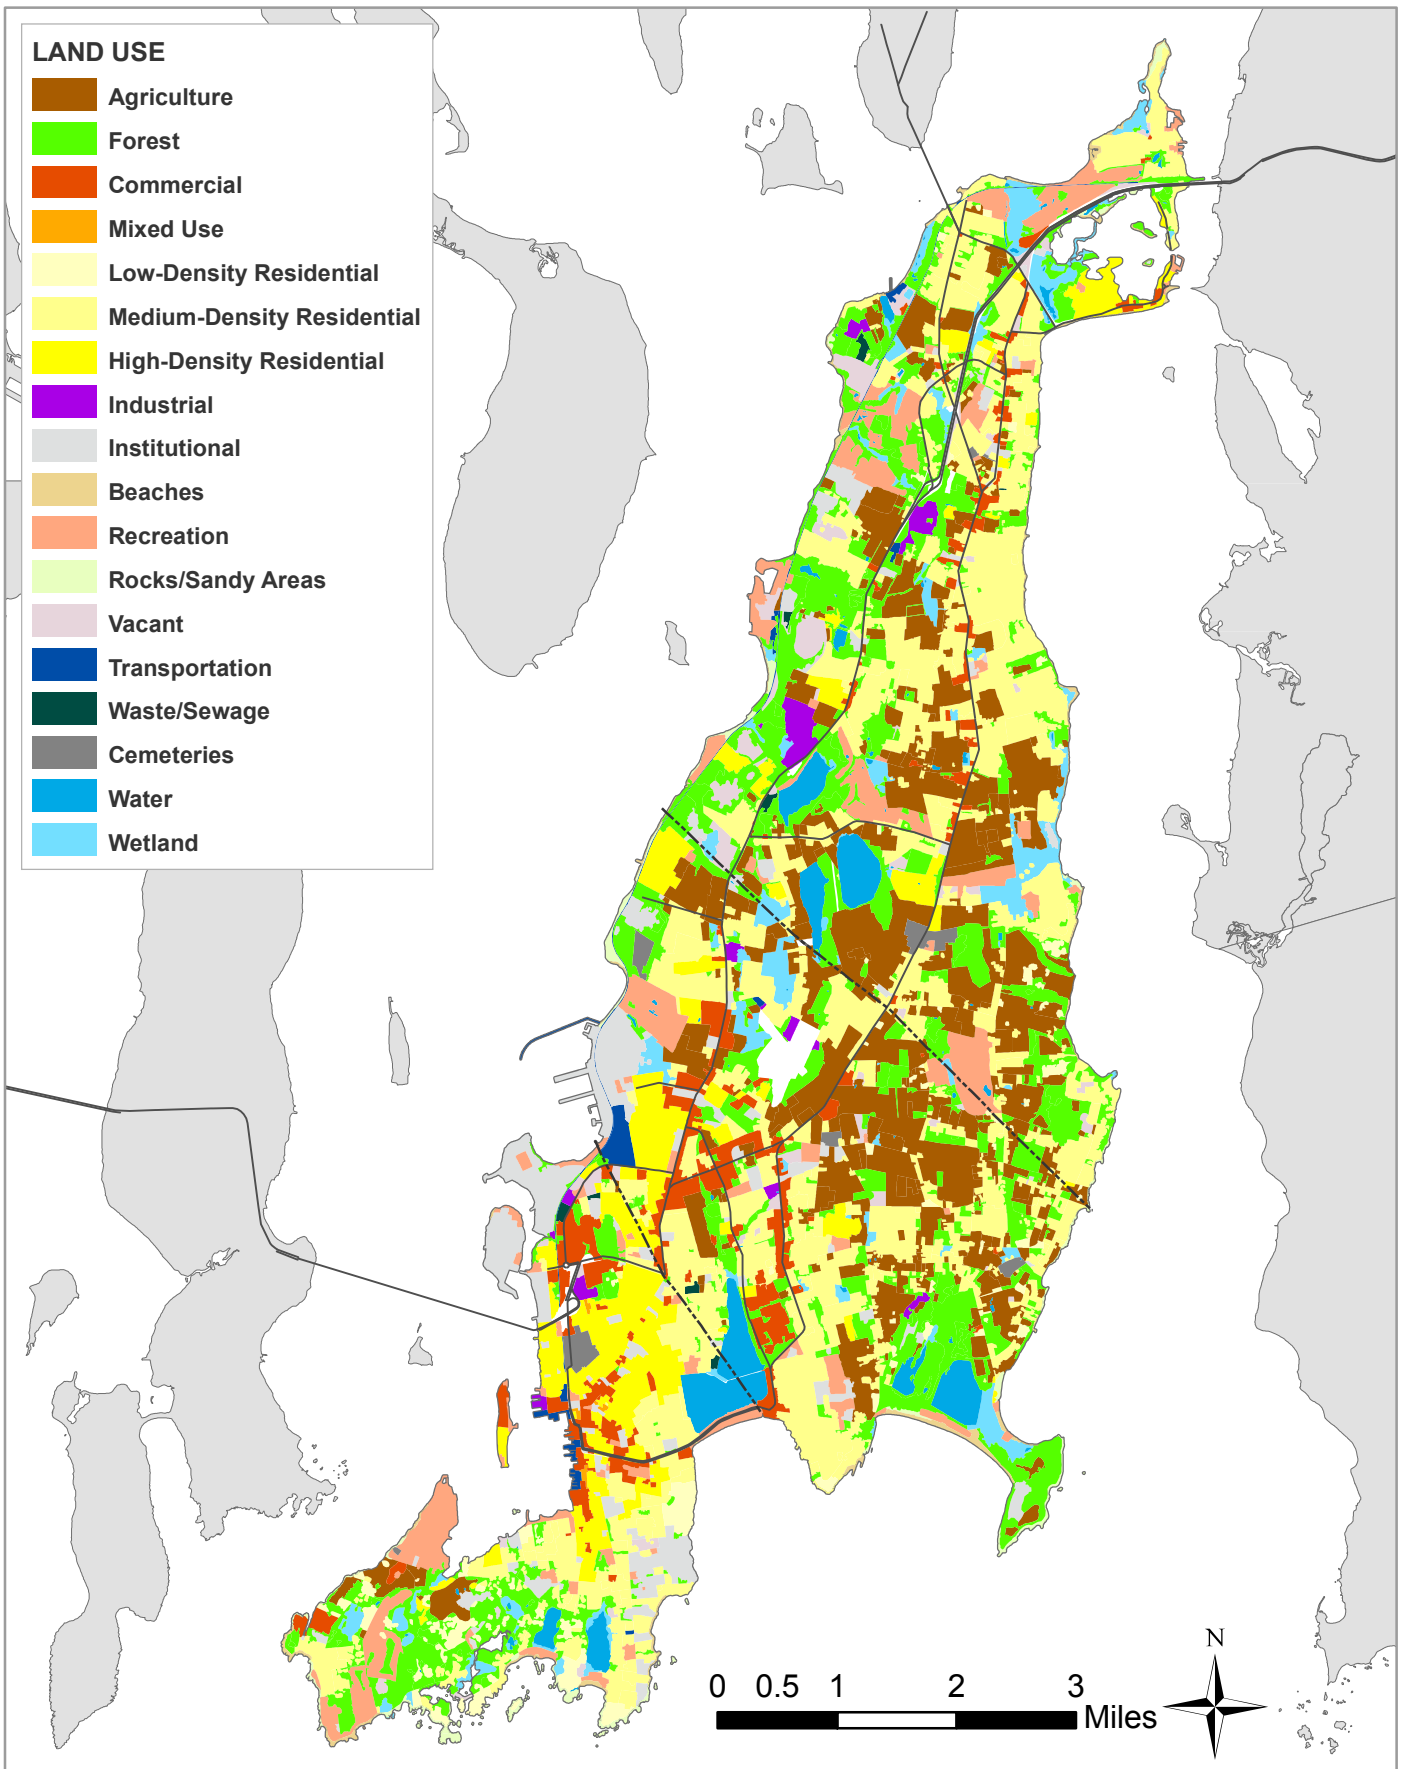 LAND USE
Agriculture
Forest
Commercial
Mixed Use
Low-Density Residential
Medium-Density Residential
High-Density Residential
Industrial
Institutional
Beaches
Recreation
Rocks/Sandy Areas
Vacant
Transportation
Waste/Sewage
Cemeteries
Water
Wetland
N
0 0.5 1 2 3
Miles